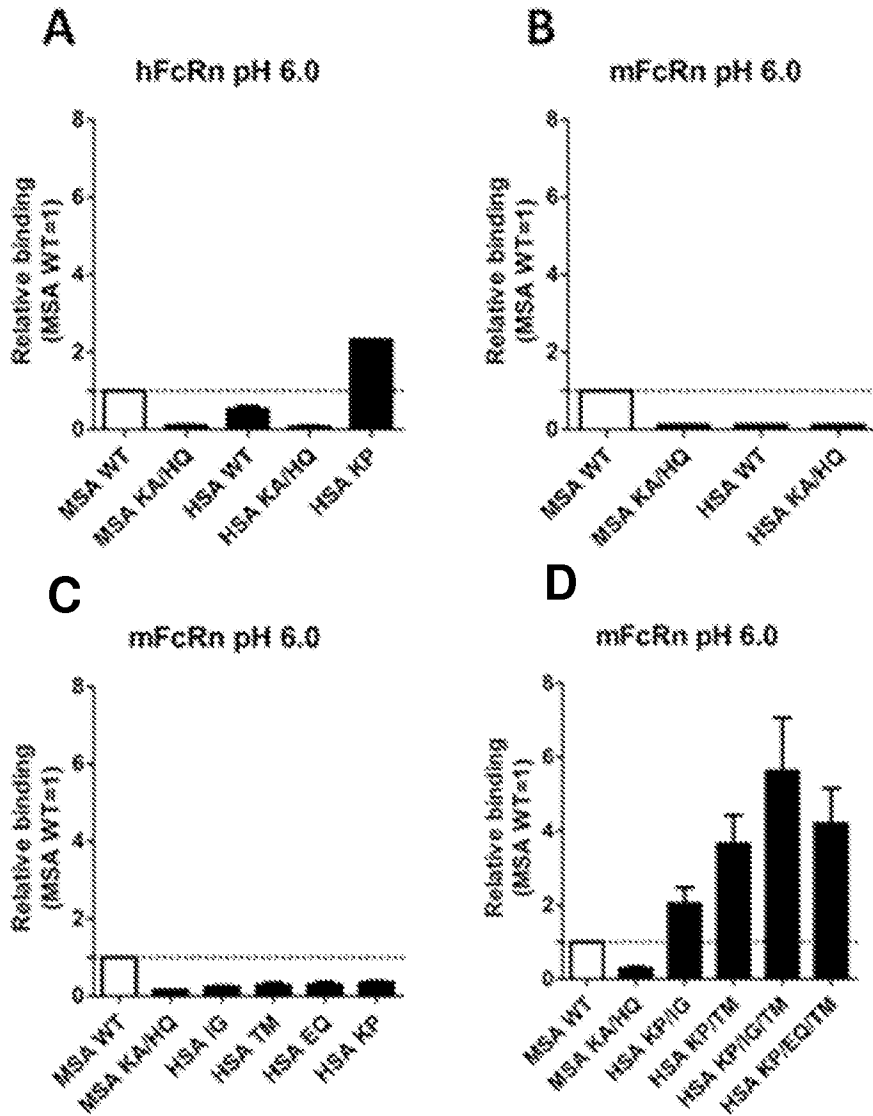 A
hFcRn pH 6.0
Relative binding
(MSA WT=1)
8
6
4
2
0
MSA WT
MSA KA/HQ
HSA WT
HSA KA/HQ
HSA KP
B
mFcRn pH 6.0
Relative binding
(MSA WT=1)
8
6
4
2
0
MSA WT
MSA KA/HQ
HSA WT
HSA KA/HQ
C
mFcRn pH 6.0
Relative binding
(MSA WT=1)
8
6
4
2
0
MSA WT
MSA KA/HQ
HSA IG
HSA TM
HSA EQ
HSA KP
D
mFcRn pH 6.0
Relative binding
(MSA WT=1)
8
6
4
2
0
MSA WT
MSA KA/HQ
HSA KP/IG
HSA KP/TM
HSA KP/IG/TM
HSA KP/EQ/TM